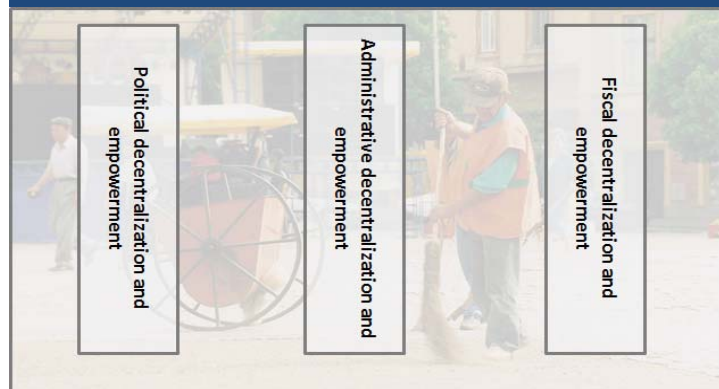 Political decentralization and
empowerment
Administrative decentralization and
empowerment
Fiscal decentralization and
empowerment